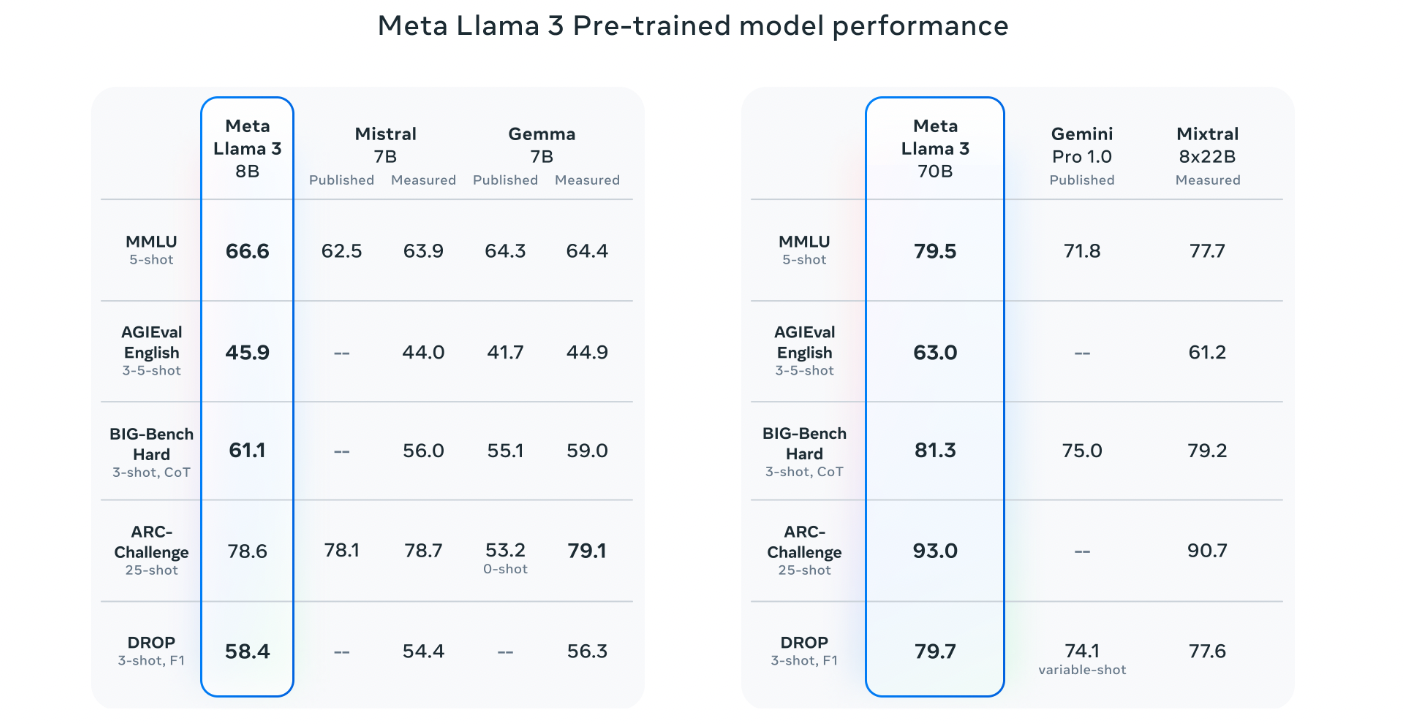 Meta Llama 3 Pre-trained model performance
Meta
Llama 3
8B
Mistral
7B
Published Measured
Gemma
7B
Published Measured
MMLU
5-shot
66.6 62.5 63.9 64.3 64.4
AGIEval
English
3-5-shot
45.9 -- 44.0 41.7 44.9
BIG-Bench
Hard
3-shot, CoT
61.1 -- 56.0 55.1 59.0
ARC-
Challenge
25-shot
78.6 78.1 78.7 53.2 79.1
0-shot
DROP
3-shot, F1
58.4 -- 54.4 -- 56.3
Meta
Llama 3
70B
Gemini
Pro 1.0
Published
Mixtral
8x22B
Measured
MMLU
5-shot
79.5 71.8 77.7
AGIEval
English
3-5-shot
63.0 -- 61.2
BIG-Bench
Hard
3-shot, CoT
81.3 75.0 79.2
ARC-
Challenge
25-shot
93.0 -- 90.7
DROP
3-shot, F1
79.7 74.1 77.6
variable-shot